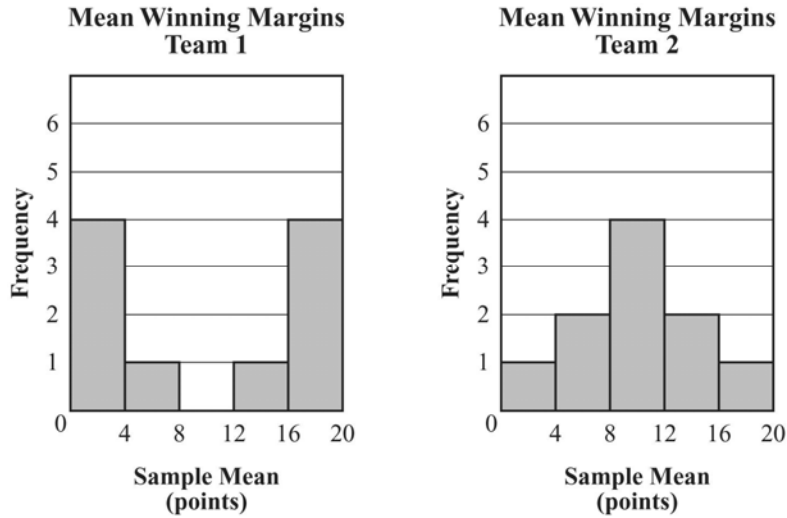 Mean Winning Margins
Team 1
6
5
4
3
2
1
0
Frequency
4 8 12 16 20
Sample Mean
(points)
Mean Winning Margins
Team 2
6
5
4
3
2
1
0
Frequency
4 8 12 16 20
Sample Mean
(points)